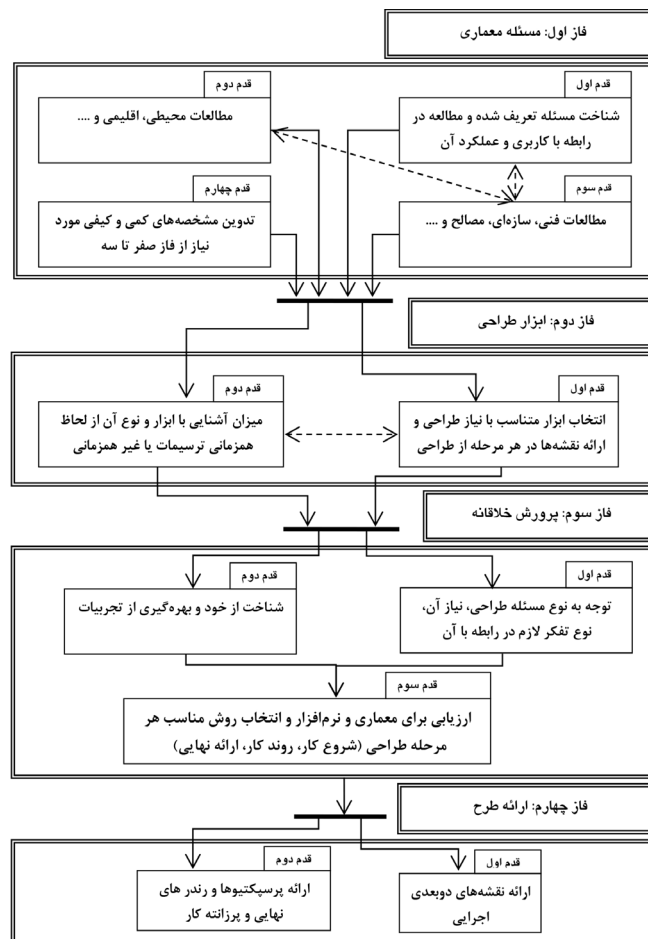 فاز اول: مسئله معماری
قدم اول
شناخت مسئله تعریف شده و مطالعه در
رابطه با کاربری و عملکرد آن
قدم دوم
مطالعات محیطی، اقلیمی و ....
قدم سوم
مطالعات فنی، سازه‌ای، مصالح و ....
قدم چهارم
تدوین مشخصه‌های کمی و کیفی مورد
نیاز از فاز صفر تا سه
فاز دوم: ابزار طراحی
قدم اول
انتخاب ابزار متناسب با نیاز طراحی و
ارائه نقشه‌ها در هر مرحله از طراحی
قدم دوم
میزان آشنایی با ابزار و نوع آن از لحاظ
همزمانی ترسیمات یا غیر همزمانی
فاز سوم: پرورش خلاقانه
قدم اول
توجه به نوع مسئله طراحی، نیاز آن،
نوع تفکر لازم در رابطه با آن
قدم دوم
شناخت از خود و بهره‌گیری از تجربیات
قدم سوم
ارزیابی برای معماری و نرم‌افزار و انتخاب روش مناسب هر
مرحله طراحی (شروع کار، روند کار، ارائه نهایی)
فاز چهارم: ارائه طرح
قدم اول
ارائه نقشه‌های دوبعدی
اجرایی
قدم دوم
ارائه پرسپکتیوها و رندر های
نهایی و پرزانته کار